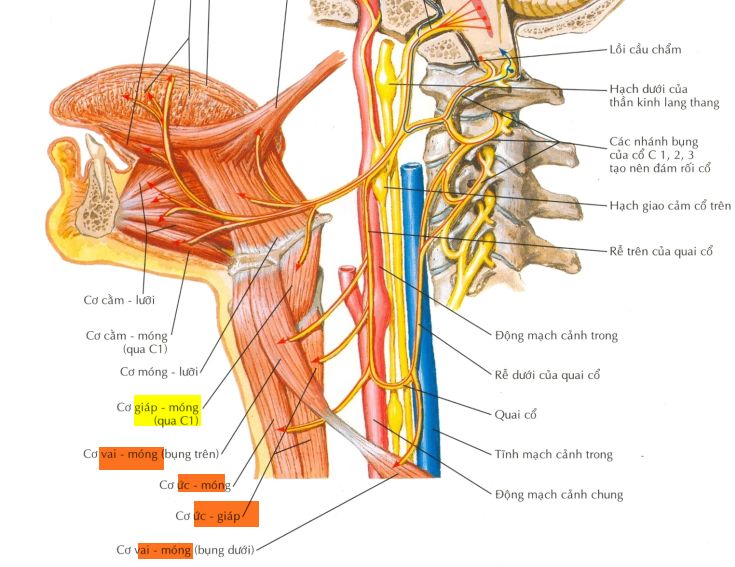 Lồi cầu chẩm
Hạch dưới của
thần kinh lang thang
Các nhánh bụng
của cổ C 1, 2, 3
tạo nên đám rối cổ
Hạch giao cảm cổ trên
Rễ trên của quai cổ
Động mạch cảnh trong
Rễ dưới của quai cổ
Quai cổ
Tĩnh mạch cảnh trong
Động mạch cảnh chung
Cơ cằm - lưỡi
Cơ cằm - móng
(qua C1)
Cơ móng - lưỡi
Cơ giáp - móng
(qua C1)
Cơ vai - móng (bụng trên)
Cơ ức - móng
Cơ ức - giáp
Cơ vai - móng (bụng dưới)